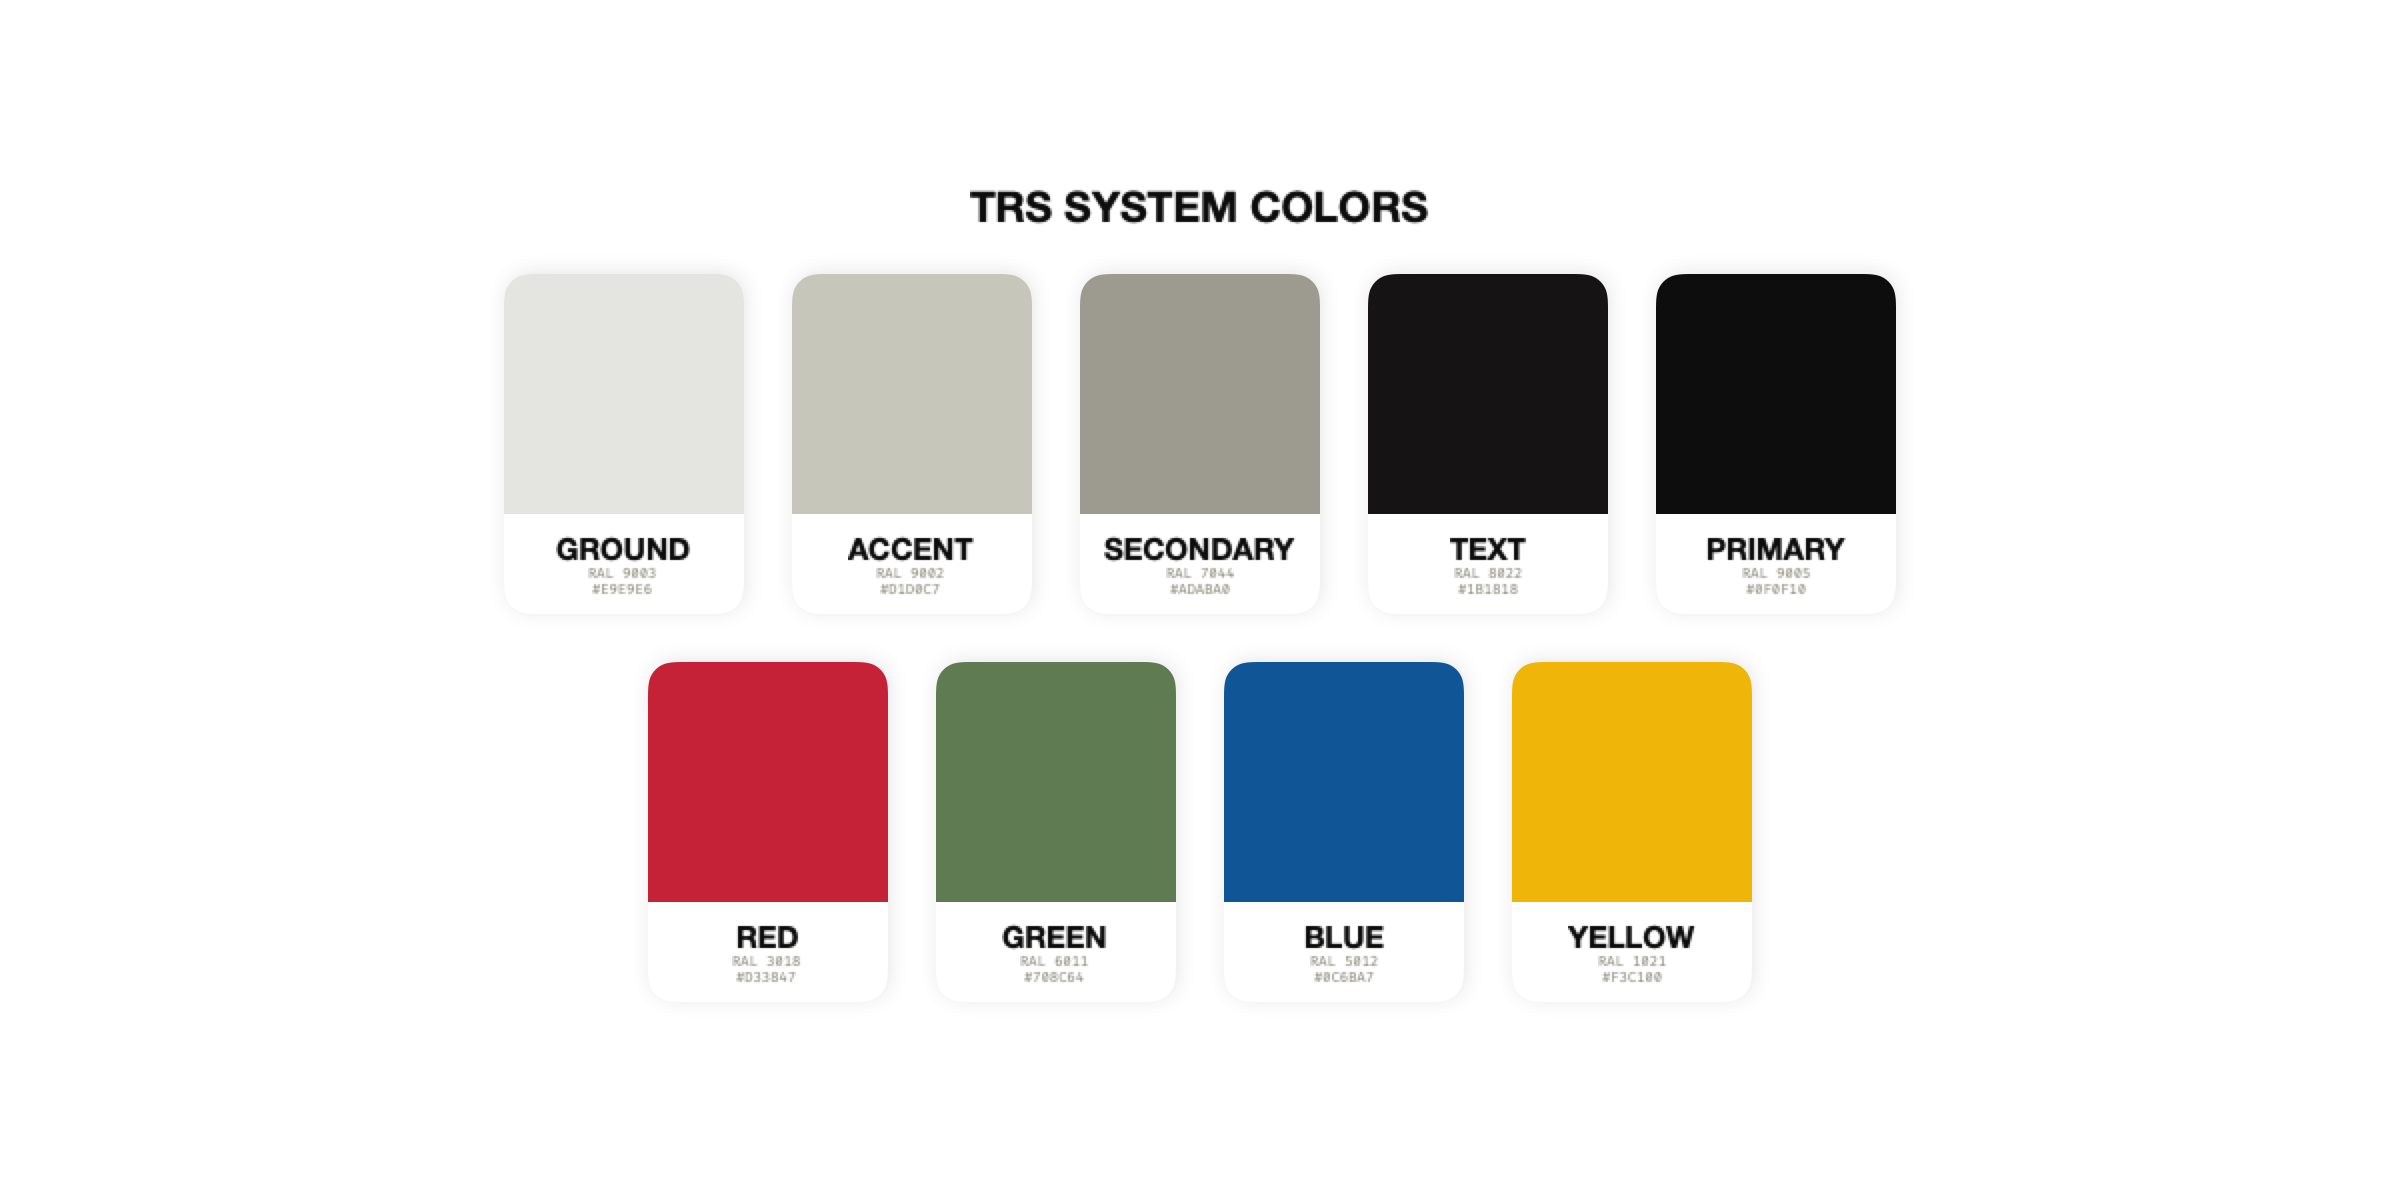 TRS SYSTEM COLORS
GROUND
RAL 9003
#E9E9E6
ACCENT
RAL 9002
#D1D0C7
SECONDARY
RAL 7044
#ADABA0
TEXT
RAL 8022
#1B1818
PRIMARY
RAL 9005
#0F0F10
RED
RAL 3018
#D33847
GREEN
RAL 6011
#708C64
BLUE
RAL 5012
#0C6BA7
YELLOW
RAL 1021
#F3C100